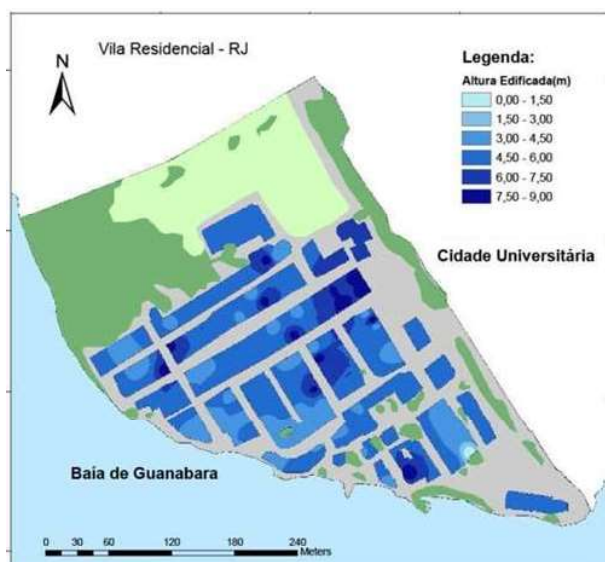 Vila Residencial - RJ
N
Legenda:
Altura Edificada(m)
0,00 - 1,50
1,50 - 3,00
3,00 - 4,50
4,50 - 6,00
6,00 - 7,50
7,50 - 9,00
Cidade Universitária
Baía de Guanabara
0 30 60 120 180 240
Meters